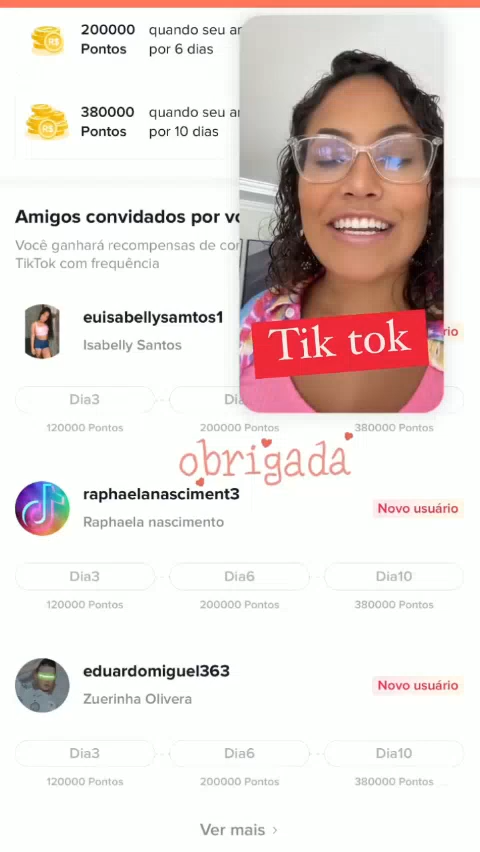 200000
Pontos
quando seu
por 6 dias
380000
Pontos
quando seu
por 10 dias
Amigos convidados por
Você ganhará recompensas de
TikTok com frequência
euisabellysamtos1
Isabelly Santos
Tik tok
Dia3
120000 Pontos
200000 Pontos
380000 Pontos
obrigada
raphaelanasciment3
Raphaela nascimento
Novo usuário
Dia3
Dia6
Dia10
120000 Pontos
200000 Pontos
380000 Pontos
eduardomiguel363
Zuerinha Olivera
Novo usuário
Dia3
Dia6
Dia10
120000 Pontos
200000 Pontos
380000 Pontos
Ver mais